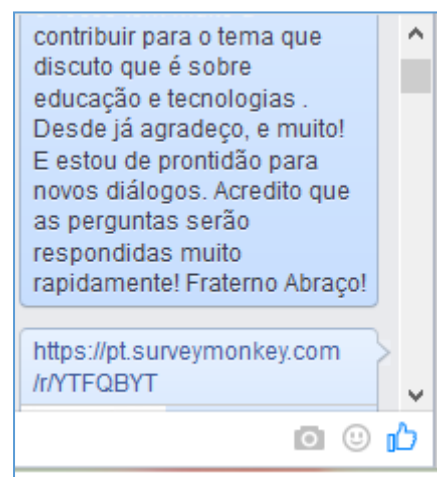 contribuir para o tema que
discuto que é sobre
educação e tecnologias .
Desde já agradeço, e muito!
E estou de prontidão para
novos diálogos. Acredito que
as perguntas serão
respondidas muito
rapidamente! Fraterno Abraço!
https://pt.surveymonkey.com
/r/YTFQBYT